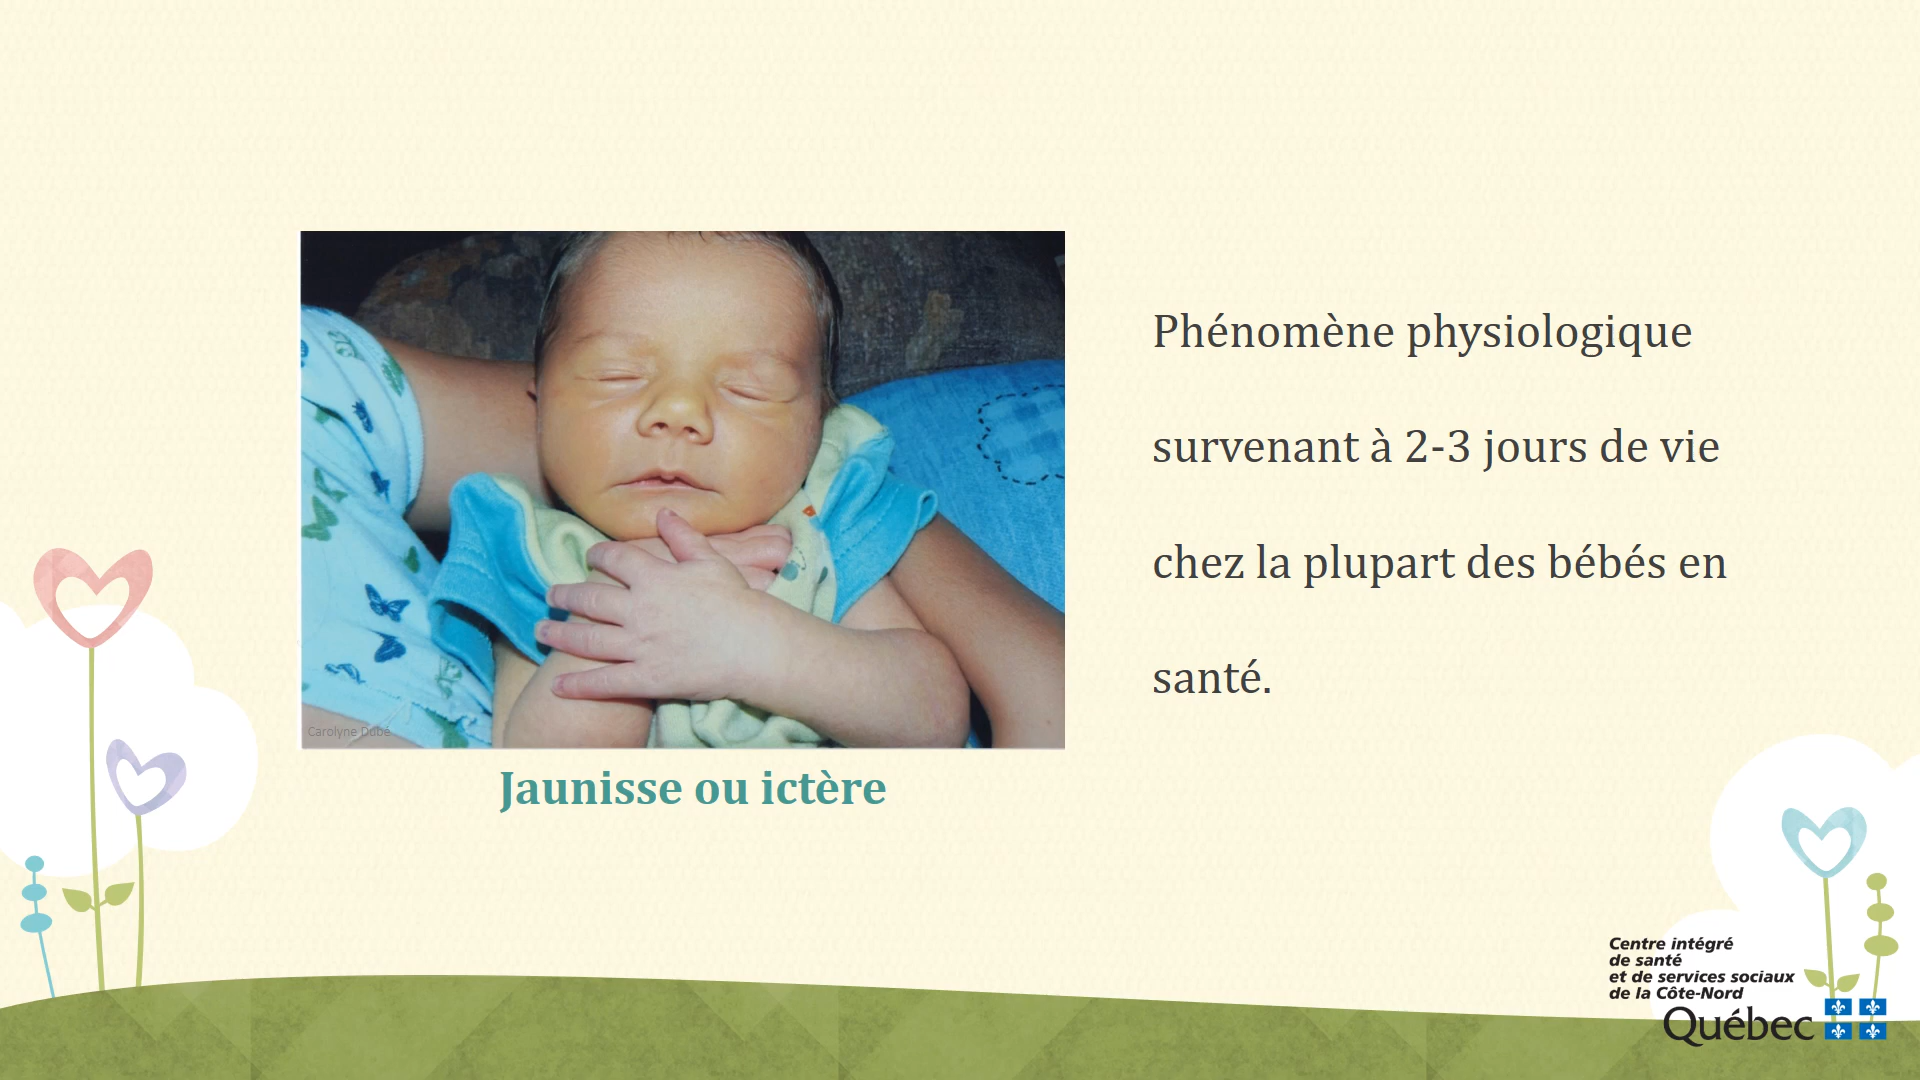 Phénomène physiologique
survenant à 2-3 jours de vie
chez la plupart des bébés en
santé.
Carolyne Dubé
Jaunisse ou ictère
Centre intégré
de santé
et de services sociaux
de la Côte-Nord
Québec